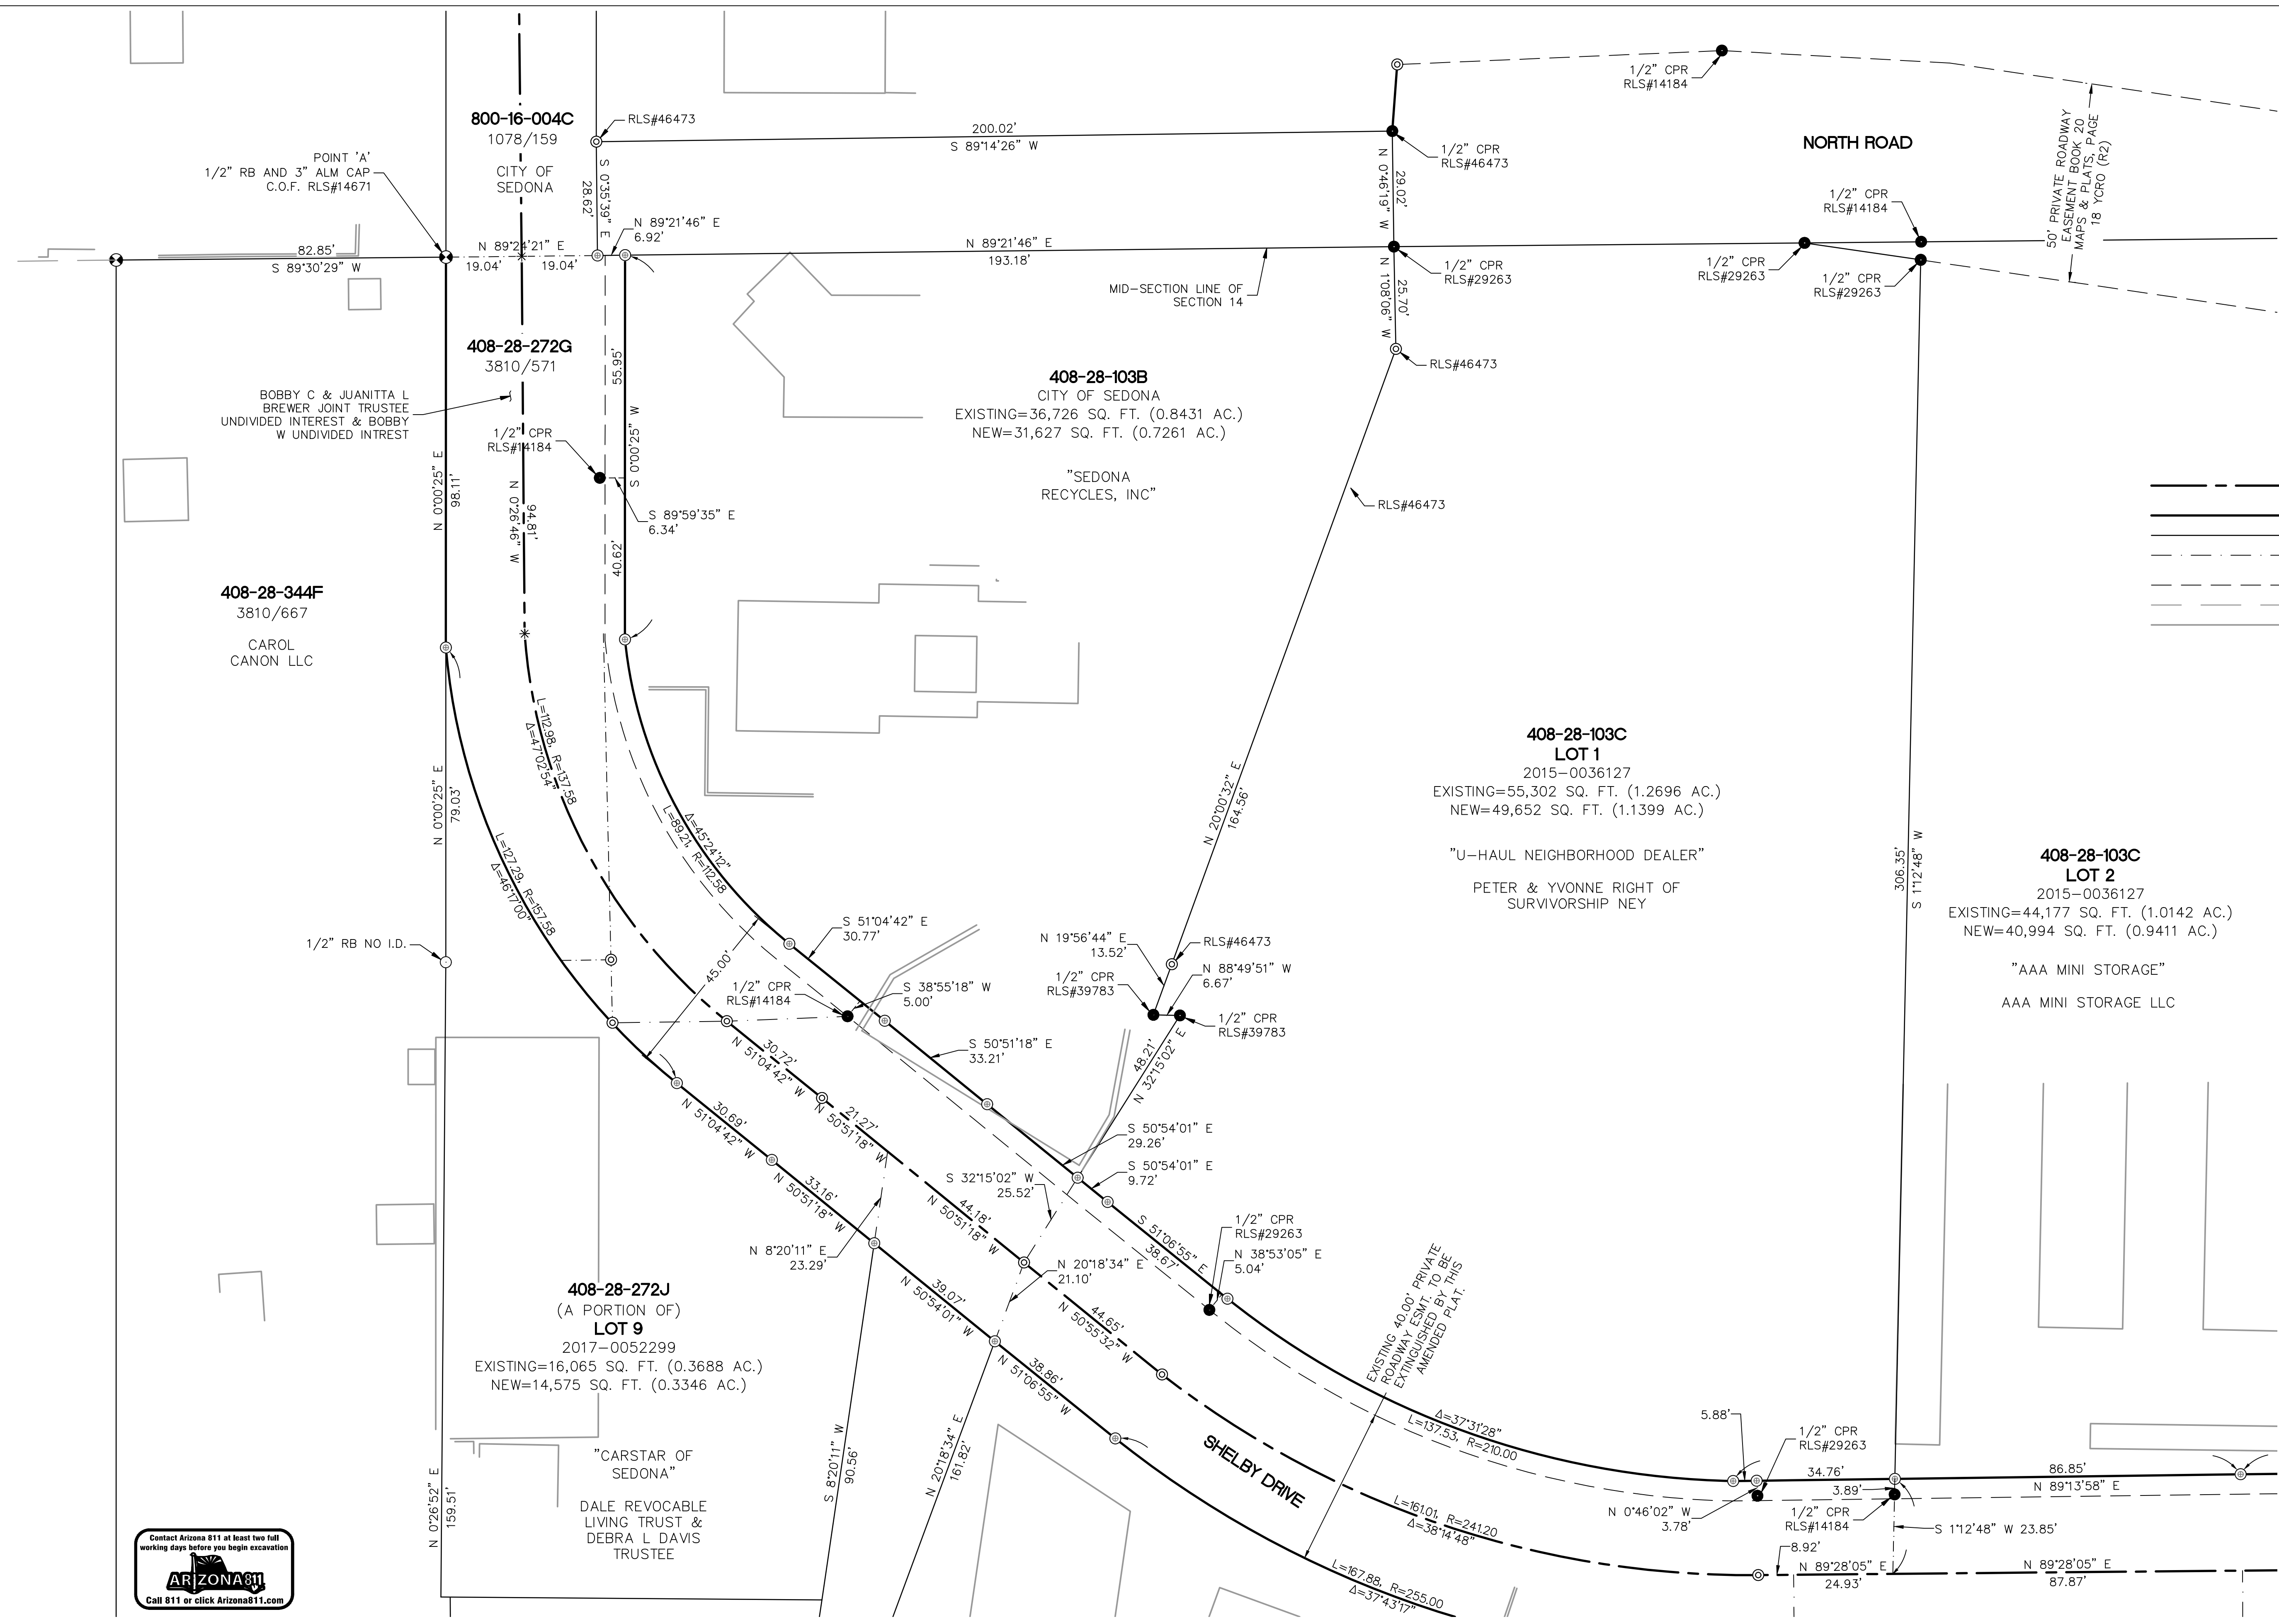 800-16-004C
1078/159
CITY OF
SEDONA
RLS#46473
200.02'
S 89°14'26" W
1/2" CPR
RLS#14184
NORTH ROAD
50' PRIVATE ROADWAY
EASEMENT BOOK 20
MAPS & PLATS, PAGE
18 YCRO (R2)
POINT 'A'
1/2" RB AND 3" ALM CAP
C.O.F. RLS#14671
S 0°35'39" E
28.62'
N 89°21'46" E
6.92'
1/2" CPR
RLS#46473
N 0°46'19" W
29.02'
1/2" CPR
RLS#14184
82.85'
S 89°30'29" W
N 89°24'21" E
19.04'
19.04'
N 89°21'46" E
193.18'
MID-SECTION LINE OF
SECTION 14
1/2" CPR
RLS#29263
1/2" CPR
RLS#29263
1/2" CPR
RLS#29263
N 1°08'06" W
25.70'
RLS#46473
408-28-272G
3810/571
BOBBY C & JUANITTA L
BREWER JOINT TRUSTEE
UNDIVIDED INTEREST & BOBBY
W UNDIVIDED INTREST
55.95'
S 0°00'25" W
1/2" CPR
RLS#14184
408-28-103B
CITY OF SEDONA
EXISTING=36,726 SQ. FT. (0.8431 AC.)
NEW=31,627 SQ. FT. (0.7261 AC.)
"SEDONA
RECYCLES, INC"
RLS#46473
N 0°00'25" E
98.11'
N 0°26'46" W
94.81'
S 89°59'35" E
6.34'
40.62'
408-28-344F
3810/667
CAROL
CANON LLC
L=112.98, R=137.58
Δ=47°02'54"
Δ=45°24'12"
L=89.21, R=112.58
N 0°00'25" E
79.03'
L=127.29, R=157.58
Δ=46°17'00"
N 20°00'32" E
164.56'
408-28-103C
LOT 1
2015-0036127
EXISTING=55,302 SQ. FT. (1.2696 AC.)
NEW=49,652 SQ. FT. (1.1399 AC.)
"U-HAUL NEIGHBORHOOD DEALER"
PETER & YVONNE RIGHT OF
SURVIVORSHIP NEY
306.35'
S 1°12'48" W
408-28-103C
LOT 2
2015-0036127
EXISTING=44,177 SQ. FT. (1.0142 AC.)
NEW=40,994 SQ. FT. (0.9411 AC.)
"AAA MINI STORAGE"
AAA MINI STORAGE LLC
1/2" RB NO I.D.
45.00'
S 51°04'42" E
30.77'
1/2" CPR
RLS#14184
S 38°55'18" W
5.00'
N 19°56'44" E
13.52'
RLS#46473
1/2" CPR
RLS#39783
N 88°49'51" W
6.67'
1/2" CPR
RLS#39783
S 50°51'18" E
33.21'
48.21'
N 32°15'02" E
30.72'
N 51°04'42" W
30.69'
N 51°04'42" W
21.27'
N 50°51'18" W
S 50°54'01" E
29.26'
S 50°54'01" E
9.72'
S 32°15'02" W
25.52'
33.16'
N 50°51'18" W
44.18'
N 50°51'18" W
N 8°20'11" E
23.29'
S 51°06'55" E
38.67'
1/2" CPR
RLS#29263
N 38°53'05" E
5.04'
N 20°18'34" E
21.10'
EXISTING 40.00' PRIVATE
ROADWAY ESMT. TO BE
EXTINGUISHED BY THIS
AMENDED PLAT.
39.07'
N 50°54'01" W
44.65'
N 50°55'32" W
38.86'
N 51°06'55" W
408-28-272J
(A PORTION OF)
LOT 9
2017-0052299
EXISTING=16,065 SQ. FT. (0.3688 AC.)
NEW=14,575 SQ. FT. (0.3346 AC.)
"CARSTAR OF
SEDONA"
DALE REVOCABLE
LIVING TRUST &
DEBRA L DAVIS
TRUSTEE
N 0°26'52" E
159.51'
S 8°20'11" W
90.56'
N 20°18'34" E
161.82'
SHELBY DRIVE
Δ=37°31'28"
L=137.53, R=210.00
L=161.01, R=241.20
Δ=38°14'48"
L=167.88, R=255.00
Δ=37°43'17"
5.88'
1/2" CPR
RLS#29263
34.76'
86.85'
N 89°13'58" E
3.89'
N 0°46'02" W
3.78'
1/2" CPR
RLS#14184
S 1°12'48" W 23.85'
8.92'
N 89°28'05" E
24.93'
N 89°28'05" E
87.87'
Contact Arizona 811 at least two full
working days before you begin excavation
ARIZONA811
Call 811 or click Arizona811.com